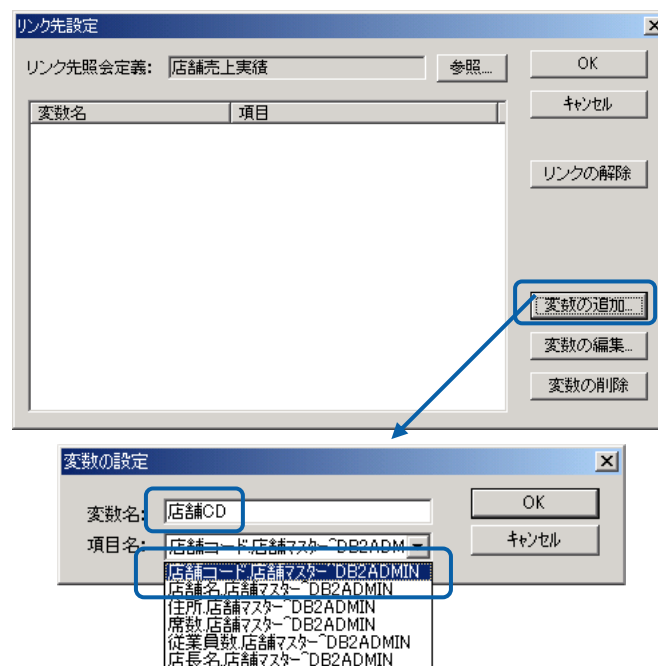 リンク先設定
リンク先照会定義: 店舗売上実績 参照... OK
変数名 項目 キャンセル
リンクの解除
変数の追加...
変数の編集...
変数の削除
変数の設定
変数名: 店舗CD OK
項目名: 店舗コード.店舗マスター^DB2ADM キャンセル
店舗コード.店舗マスター^DB2ADMIN
店舗名.店舗マスター^DB2ADMIN
住所.店舗マスター^DB2ADMIN
席数.店舗マスター^DB2ADMIN
従業員数.店舗マスター^DB2ADMIN
店長名.店舗マスター^DB2ADMIN